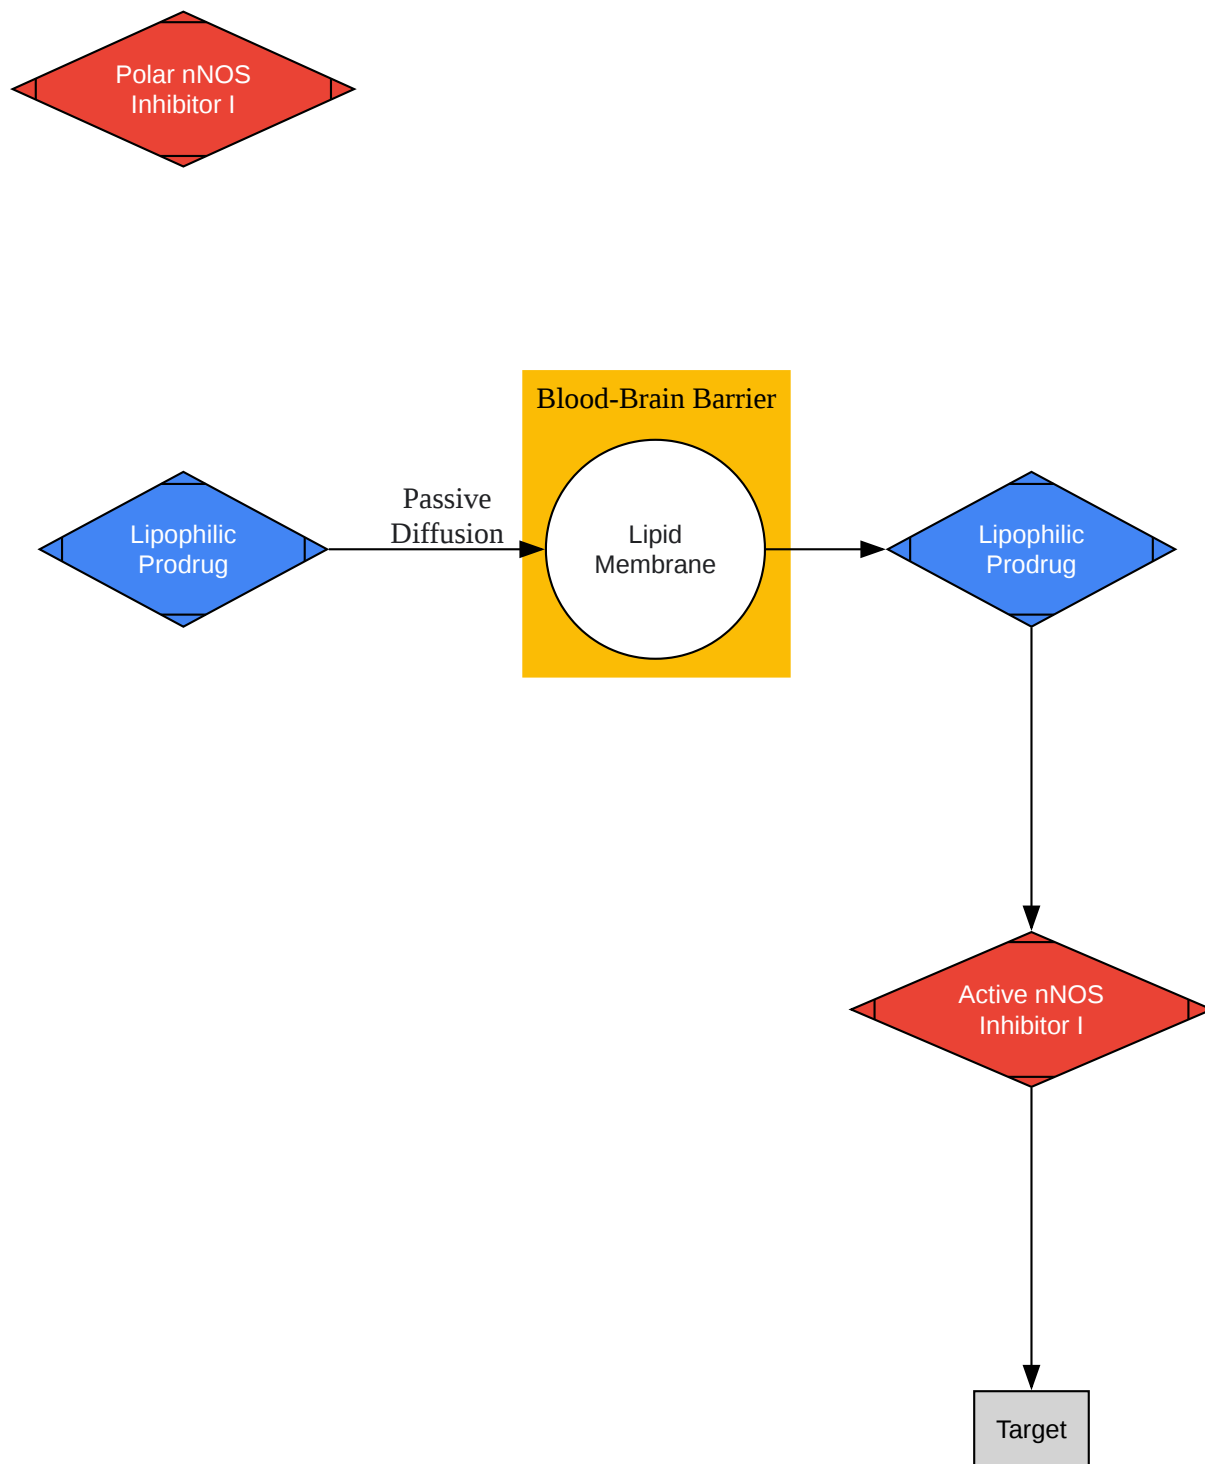 Polar nNOS
Inhibitor I
Blood-Brain Barrier
Passive
Diffusion
Lipophilic
Prodrug
Lipid
Membrane
Lipophilic
Prodrug
Active nNOS
Inhibitor I
Target